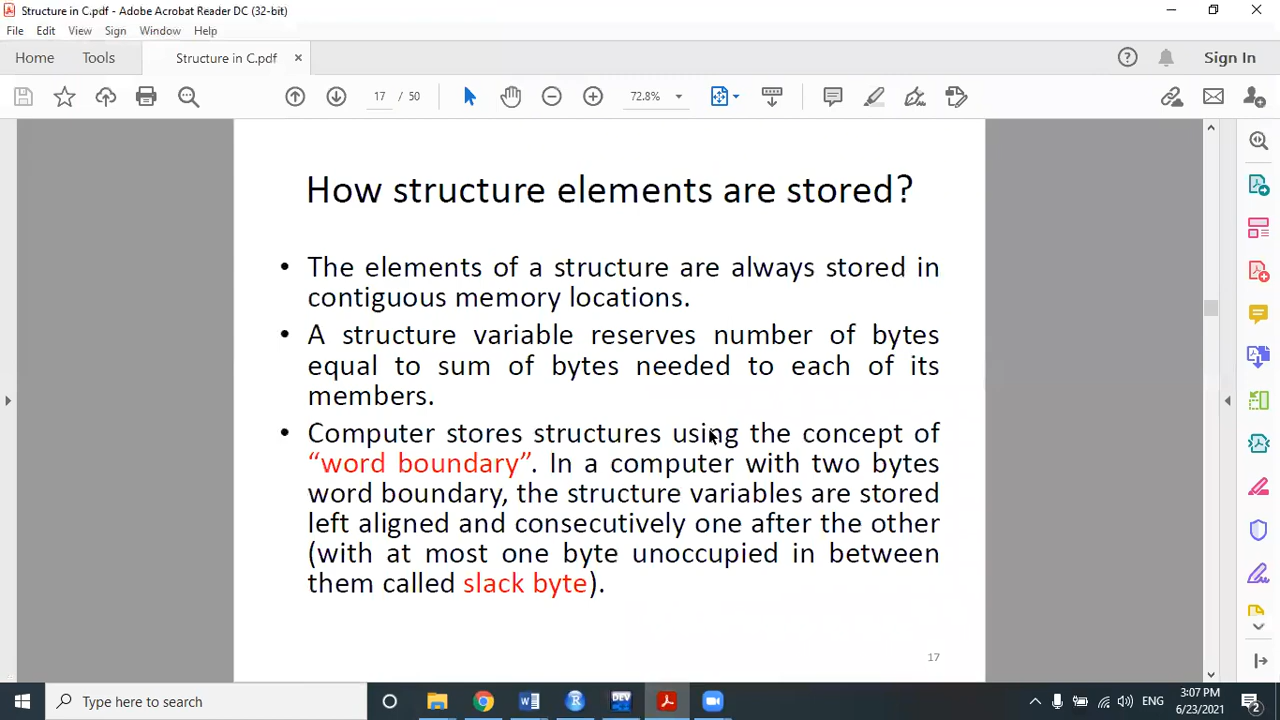 Structure in C.pdf - Adobe Acrobat Reader DC (32-bit)
File Edit View Sign Window Help
Home Tools Structure in C.pdf × Sign In
17 / 50 72.8%
How structure elements are stored?
• The elements of a structure are always stored in
contiguous memory locations.
• A structure variable reserves number of bytes
equal to sum of bytes needed to each of its
members.
• Computer stores structures using the concept of
“word boundary”. In a computer with two bytes
word boundary, the structure variables are stored
left aligned and consecutively one after the other
(with at most one byte unoccupied in between
them called slack byte).
17
Type here to search
DEV
ENG
3:07 PM
6/23/2021
2